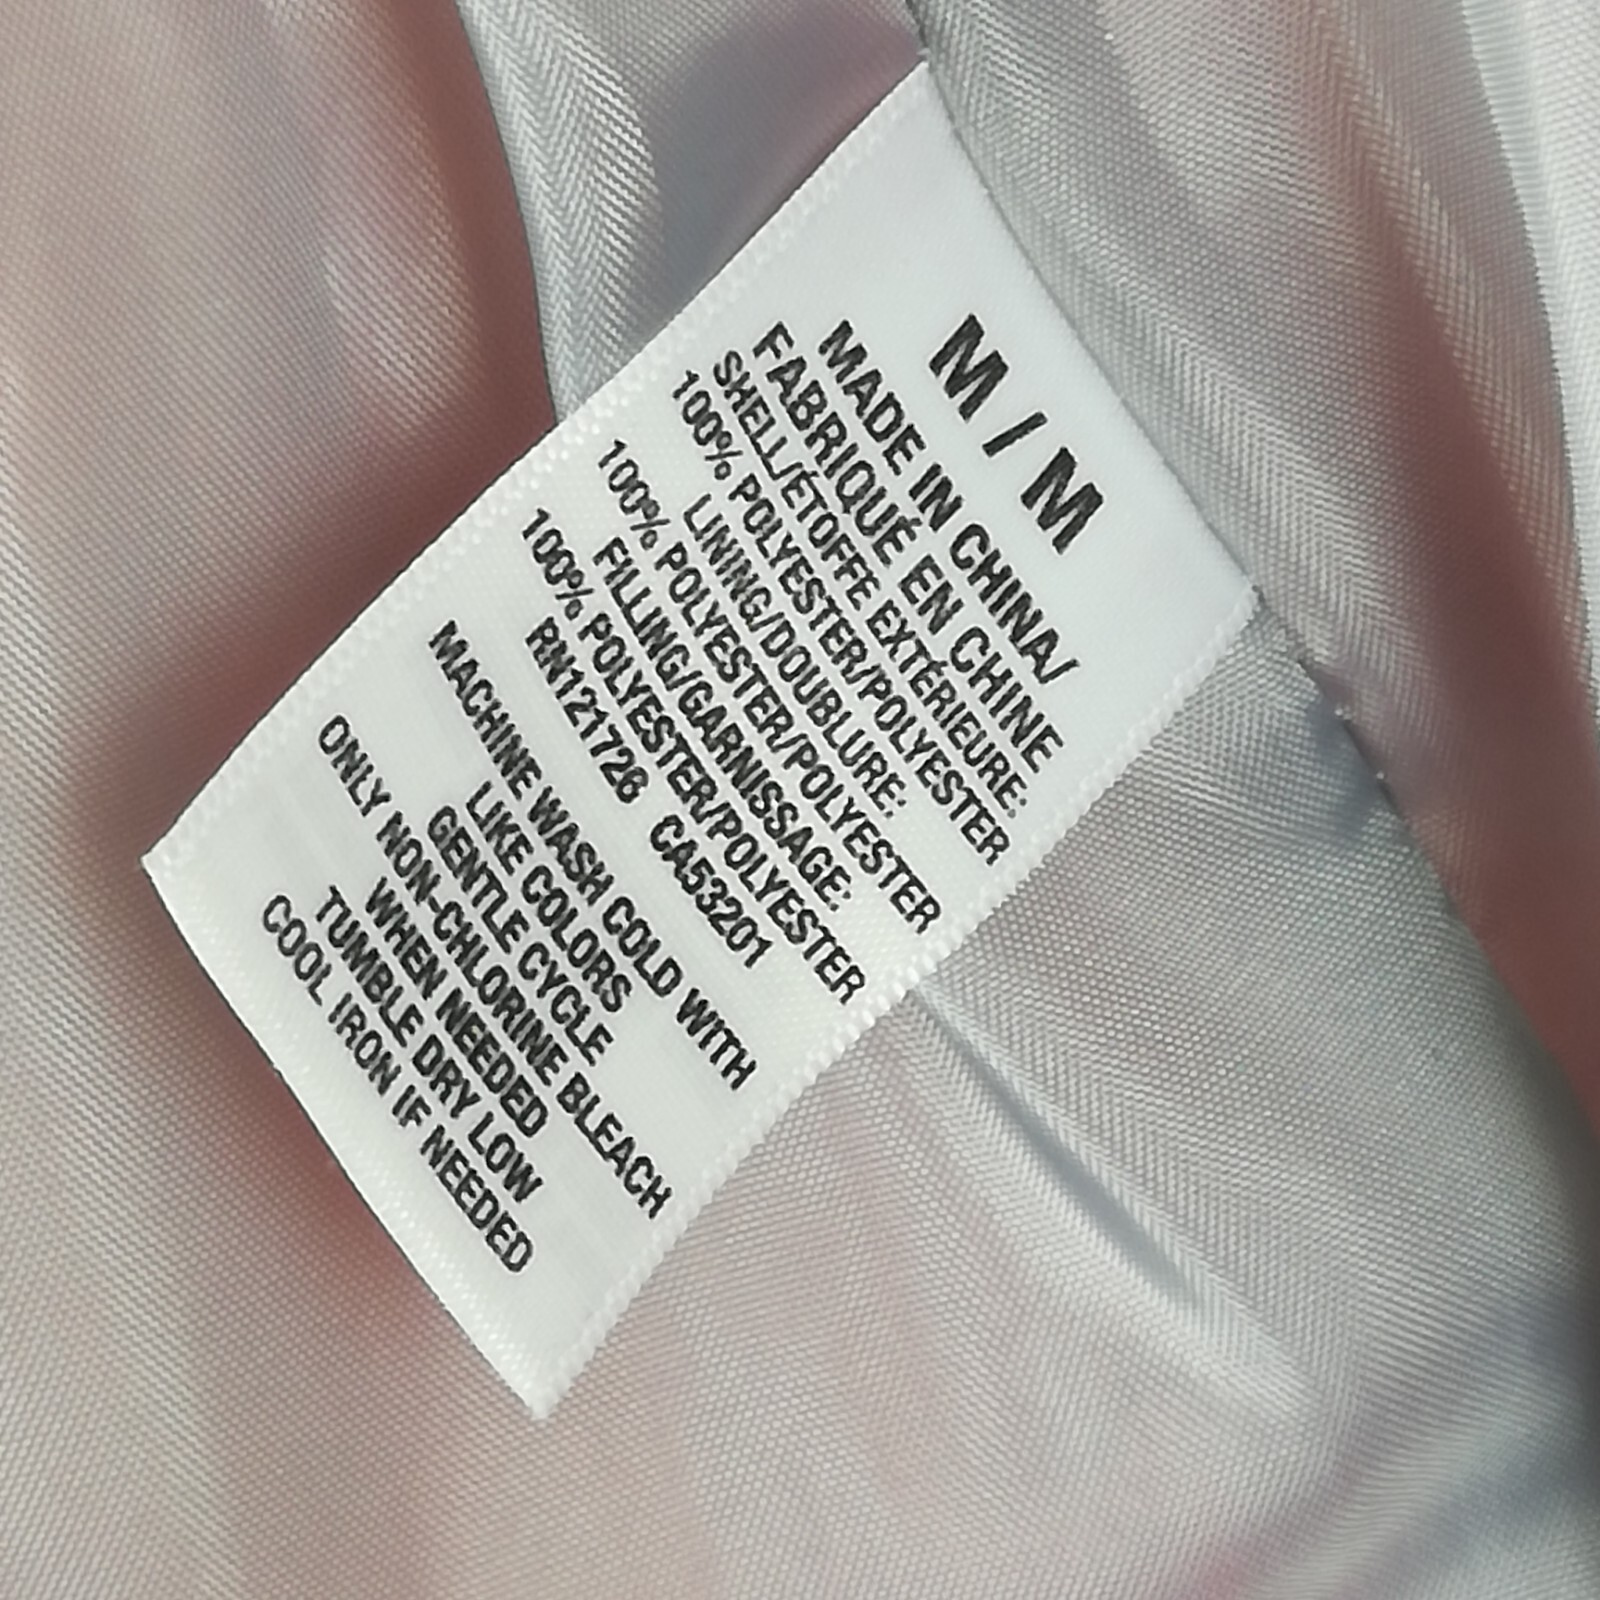 M / M
MADE IN CHINA/
FABRIQUÉ EN CHINE
SHELL/ÉTOFFE EXTÉRIEURE:
100% POLYESTER/POLYESTER
LINING/DOUBLURE:
100% POLYESTER/POLYESTER
FILLING/GARNISSAGE:
100% POLYESTER/POLYESTER
RN121726 CA53201
MACHINE WASH COLD WITH
LIKE COLORS
GENTLE CYCLE
ONLY NON-CHLORINE BLEACH
WHEN NEEDED
TUMBLE DRY LOW
COOL IRON IF NEEDED